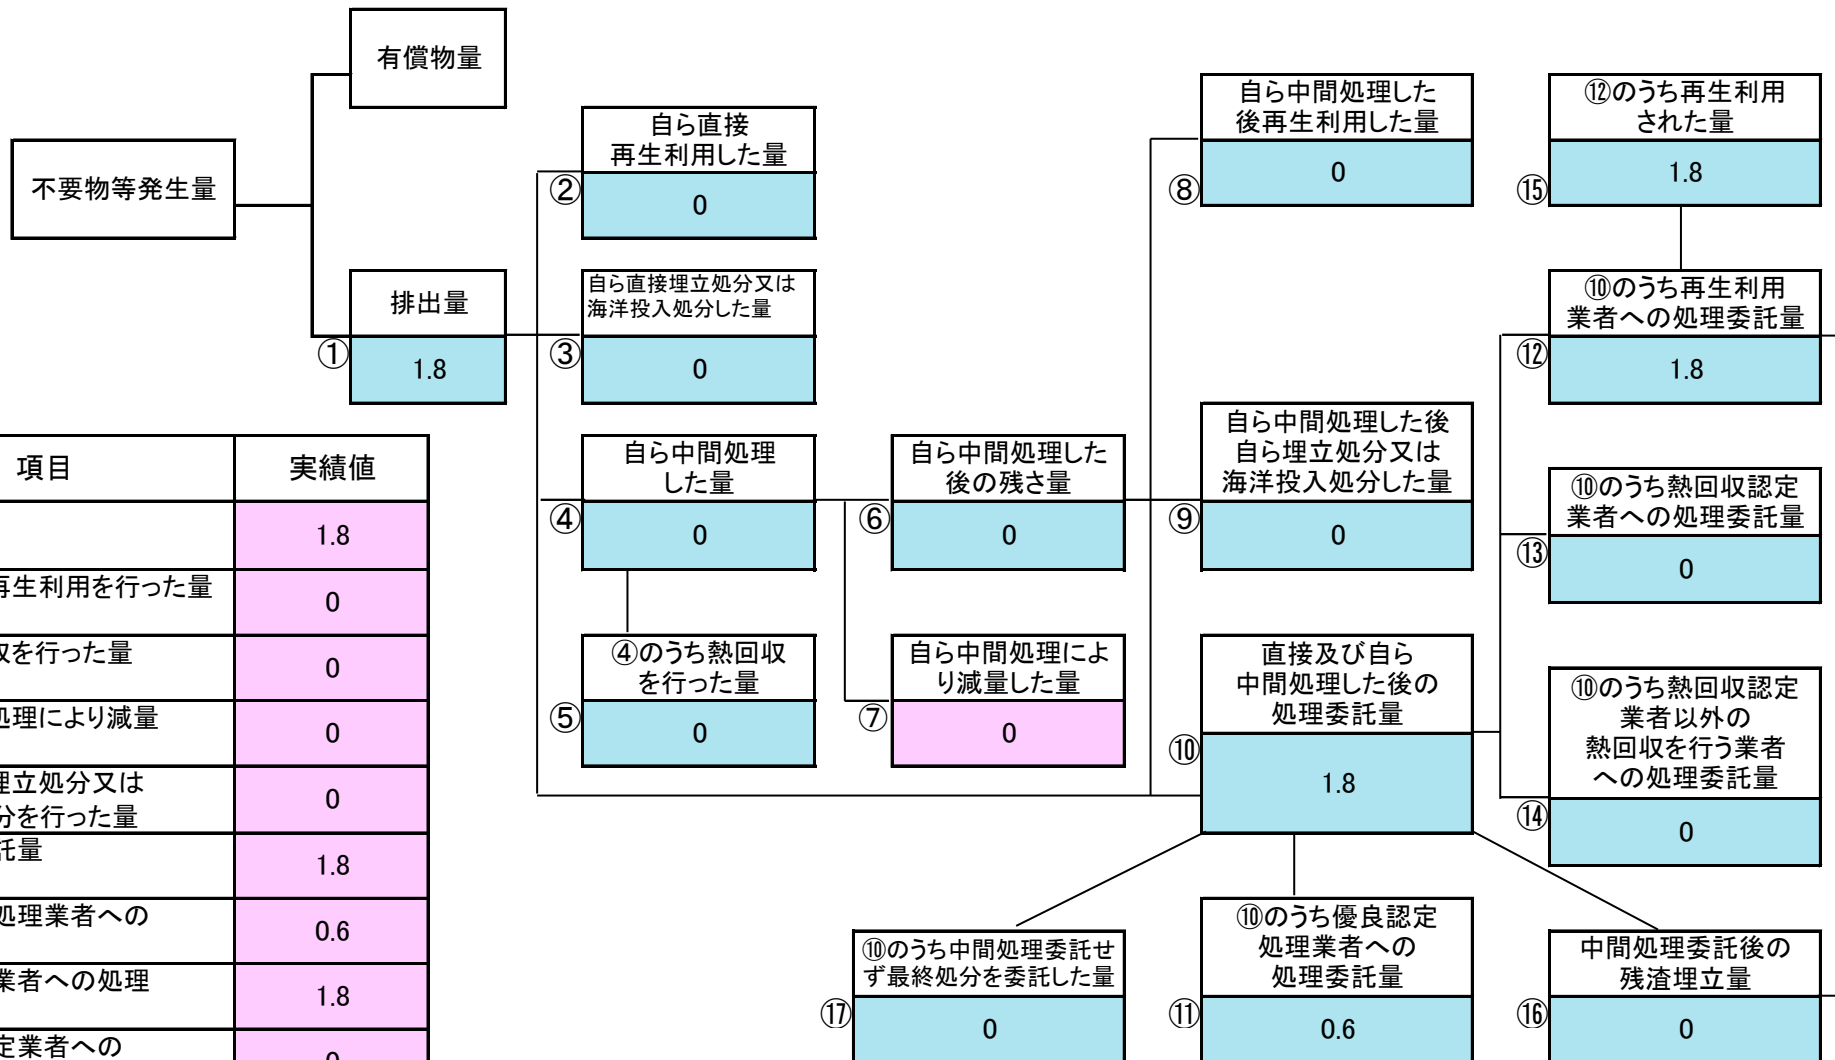 有償物量
不要物等発生量
排出量
①
1.8
自ら直接
再生利用した量
②
0
自ら直接埋立処分又は
海洋投入処分した量
③
0
自ら中間処理
した量
④
0
④のうち熱回収
を行った量
⑤
0
自ら中間処理した
後の残さ量
⑥
0
自ら中間処理によ
り減量した量
⑦
0
自ら中間処理した
後再生利用した量
⑧
0
自ら中間処理した後
自ら埋立処分又は
海洋投入処分した量
⑨
0
直接及び自ら
中間処理した後の
処理委託量
⑩
1.8
⑫のうち再生利用
された量
⑮
1.8
⑩のうち再生利用
業者への処理委託量
⑫
1.8
⑩のうち熱回収認定
業者への処理委託量
⑬
0
⑩のうち熱回収認定
業者以外の
熱回収を行う業者
への処理委託量
⑭
0
⑩のうち中間処理委託せ
ず最終処分を委託した量
⑰
0
⑩のうち優良認定
処理業者への
処理委託量
⑪
0.6
中間処理委託後の
残渣埋立量
⑯
0
項目 実績値
1.8
再生利用を行った量
0
収を行った量
0
処理により減量
0
埋立処分又は
分を行った量
0
託量
1.8
処理業者への
0.6
業者への処理
1.8
定業者への
0